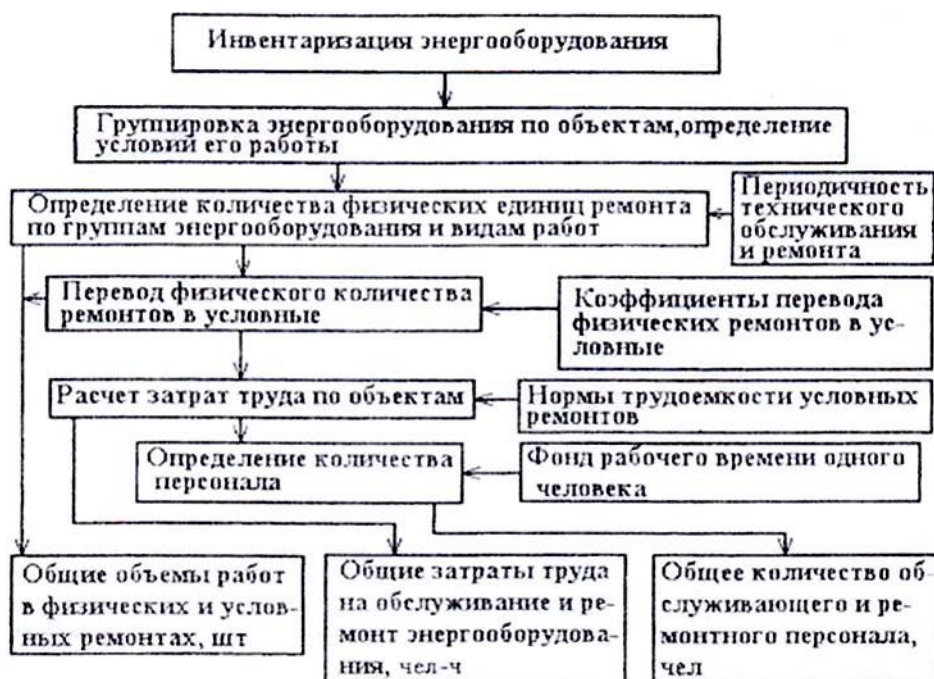 Инвентаризация энергооборудования
Группировка энергооборудования по объектам,определение
условий его работы
Определение количества физических единиц ремонта
по группам энергооборудования и видам работ
Периодичность
технического
обслуживания
и ремонта
Перевод физического количества
ремонтов в условные
Коэффициенты перевода
физических ремонтов в ус-
ловные
Расчет затрат труда по объектам
Нормы трудоемкости условных
ремонтов
Определение количества
персонала
Фонд рабочего времени одного
человека
Общие объемы работ
в физических и услов-
ных ремонтах, шт
Общие затраты труда
на обслуживание и ре-
монт энергооборудова-
ния, чел-ч
Общее количество об-
служивающего и ре-
монтного персонала,
чел